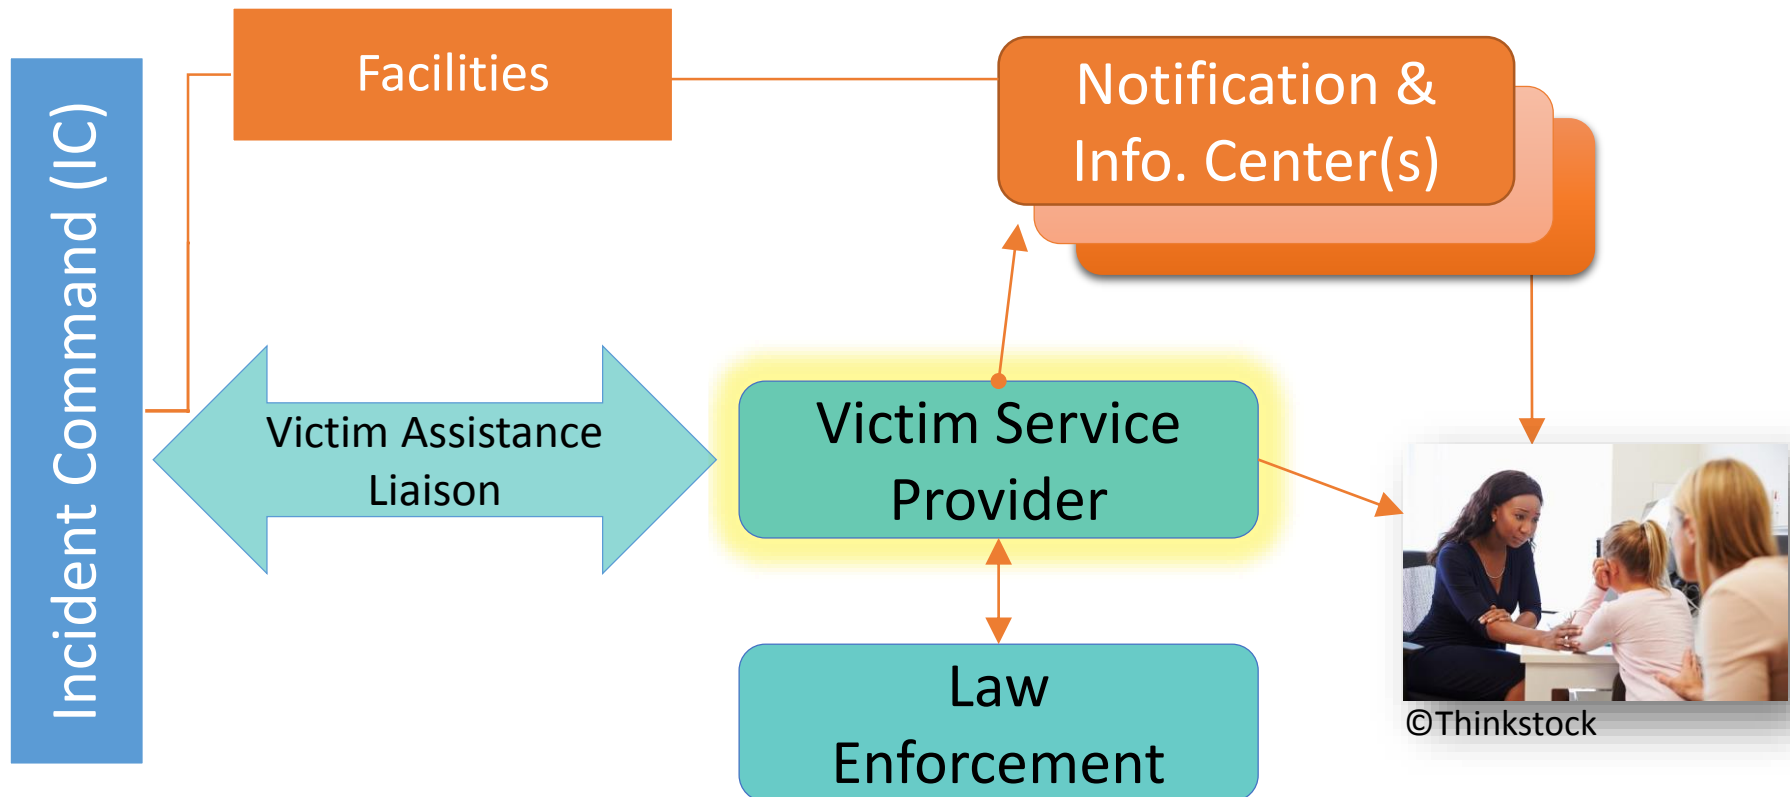 Incident Command (IC)
Facilities
Notification &
Info. Center(s)
Victim Assistance
Liaison
Victim Service
Provider
Law
Enforcement
©Thinkstock